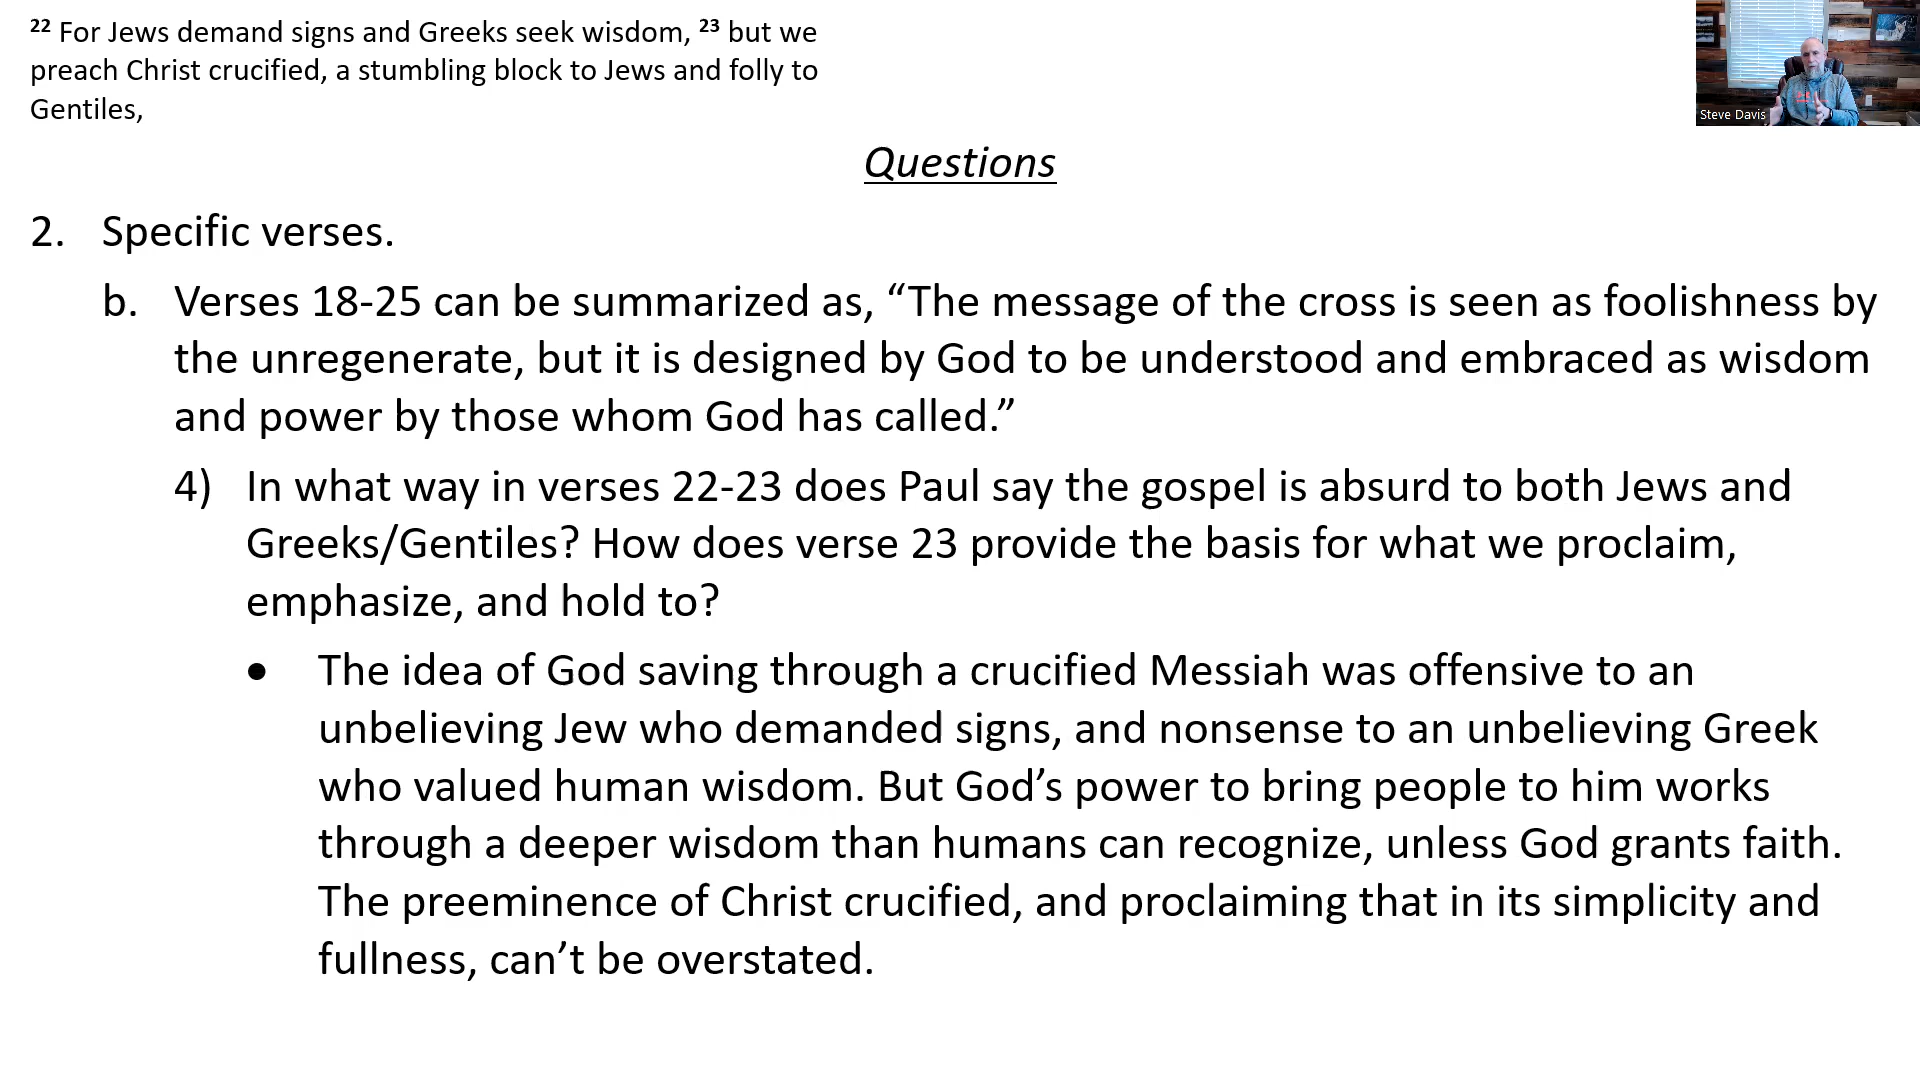 22 For Jews demand signs and Greeks seek wisdom, 23 but we
preach Christ crucified, a stumbling block to Jews and folly to
Gentiles,
Steve Davis
Questions
2. Specific verses.
b. Verses 18-25 can be summarized as, “The message of the cross is seen as foolishness by
the unregenerate, but it is designed by God to be understood and embraced as wisdom
and power by those whom God has called.”
4) In what way in verses 22-23 does Paul say the gospel is absurd to both Jews and
Greeks/Gentiles? How does verse 23 provide the basis for what we proclaim,
emphasize, and hold to?
• The idea of God saving through a crucified Messiah was offensive to an
unbelieving Jew who demanded signs, and nonsense to an unbelieving Greek
who valued human wisdom. But God’s power to bring people to him works
through a deeper wisdom than humans can recognize, unless God grants faith.
The preeminence of Christ crucified, and proclaiming that in its simplicity and
fullness, can’t be overstated.